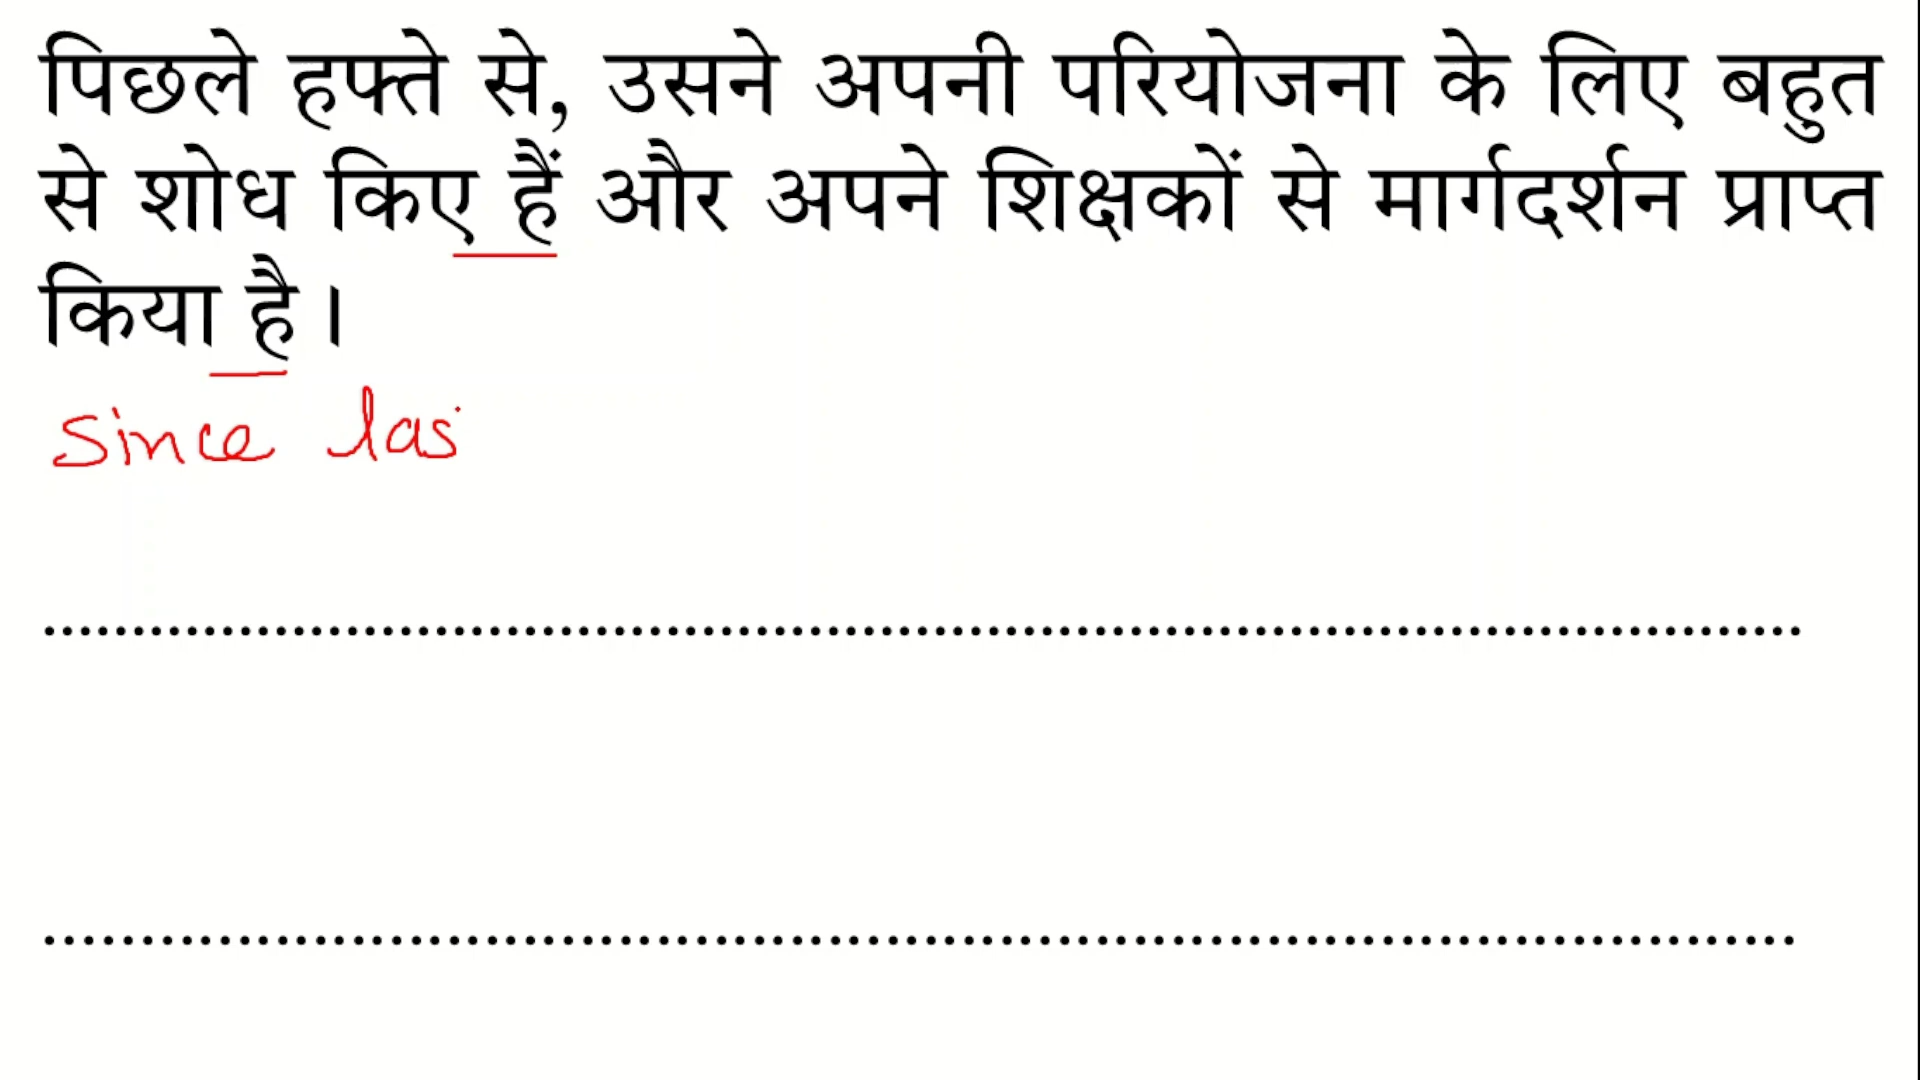 पिछले हफ्ते से, उसने अपनी परियोजना के लिए बहुत
से शोध किए हैं और अपने शिक्षकों से मार्गदर्शन प्राप्त
किया है।
since las